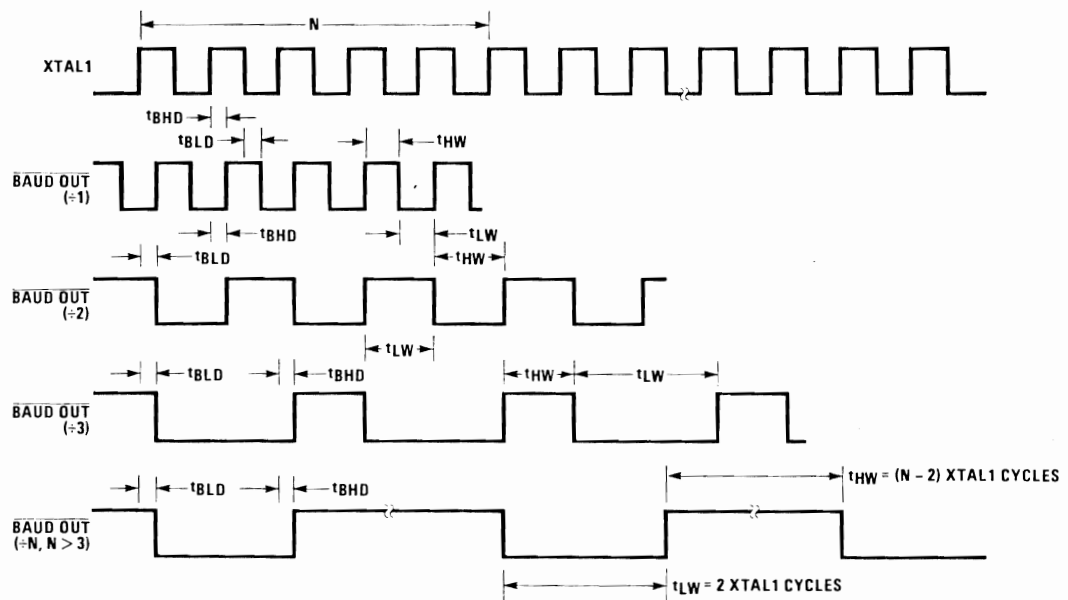 N
XTAL1
tBHD
tBLD
tHW
BAUD OUT
(÷1)
tBHD
tLW
tBLD
tHW
BAUD OUT
(÷2)
tLW
tBLD
tBHD
tHW
tLW
BAUD OUT
(÷3)
tHW = (N – 2) XTAL1 CYCLES
tBLD
tBHD
BAUD OUT
(÷N, N > 3)
tLW = 2 XTAL1 CYCLES